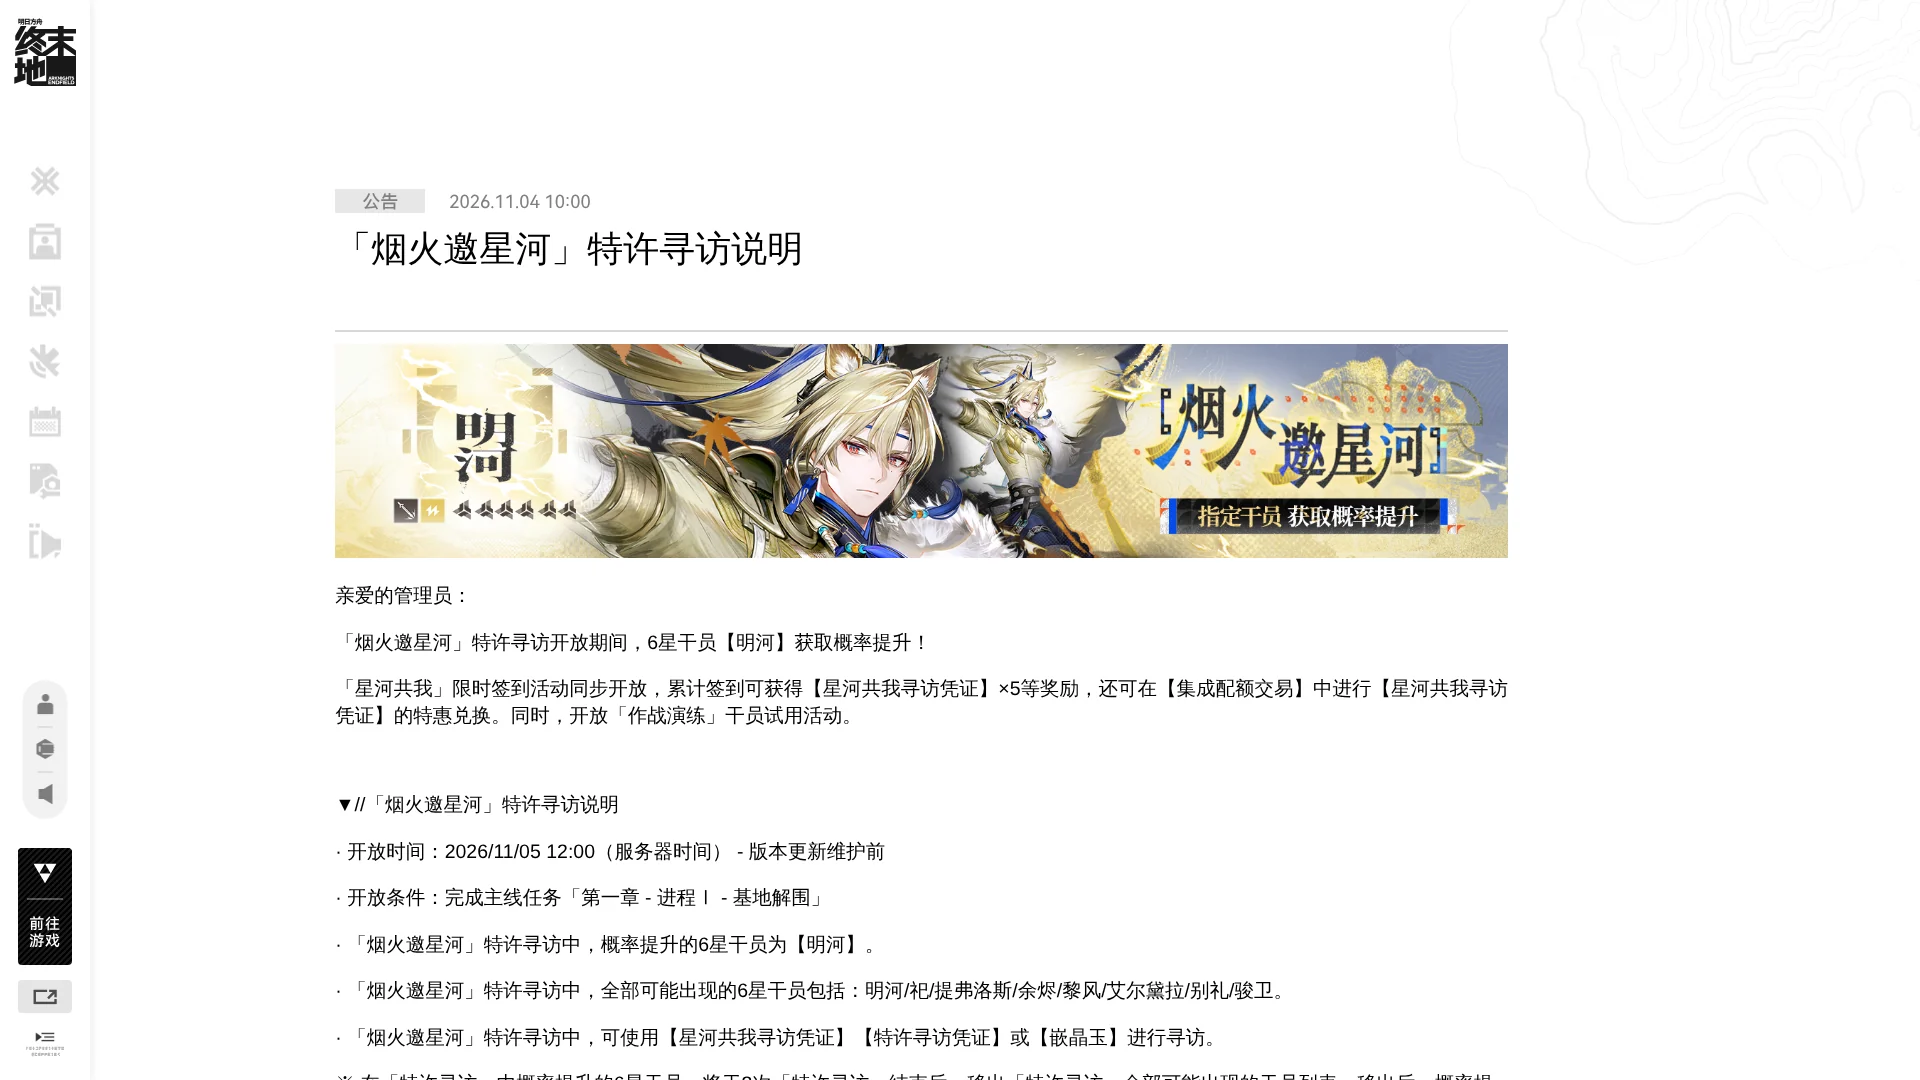 明日方舟
终末地
ARKNIGHTS
ENDFIELD
公告 2026.11.04 10:00
「烟火邀星河」特许寻访说明
明河
烟火邀星河
指定干员 获取概率提升
亲爱的管理员：
「烟火邀星河」特许寻访开放期间，6星干员【明河】获取概率提升！
「星河共我」限时签到活动同步开放，累计签到可获得【星河共我寻访凭证】×5等奖励，还可在【集成配额交易】中进行【星河共我寻访
凭证】的特惠兑换。同时，开放「作战演练」干员试用活动。
▼//「烟火邀星河」特许寻访说明
· 开放时间：2026/11/05 12:00（服务器时间） - 版本更新维护前
· 开放条件：完成主线任务「第一章 - 进程Ⅰ - 基地解围」
· 「烟火邀星河」特许寻访中，概率提升的6星干员为【明河】。
· 「烟火邀星河」特许寻访中，全部可能出现的6星干员包括：明河/祀/提弗洛斯/余烬/黎风/艾尔黛拉/别礼/骏卫。
· 「烟火邀星河」特许寻访中，可使用【星河共我寻访凭证】【特许寻访凭证】或【嵌晶玉】进行寻访。
前往
游戏